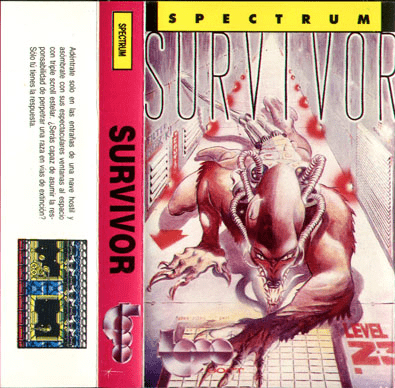 Adéntrate solo en las entrañas de una nave hostil y
asómbrate con sus espectaculares ventanas al espacio
con triple scroll estelar. ¿Serás capaz de asumir la res-
ponsabilidad de perpetrar una raza en vías de extinción?
Sólo tú tienes la respuesta.
SPECTRUM
SURVIVOR
topo
SPECTRUM
SURVIVOR
LEVEL
topo